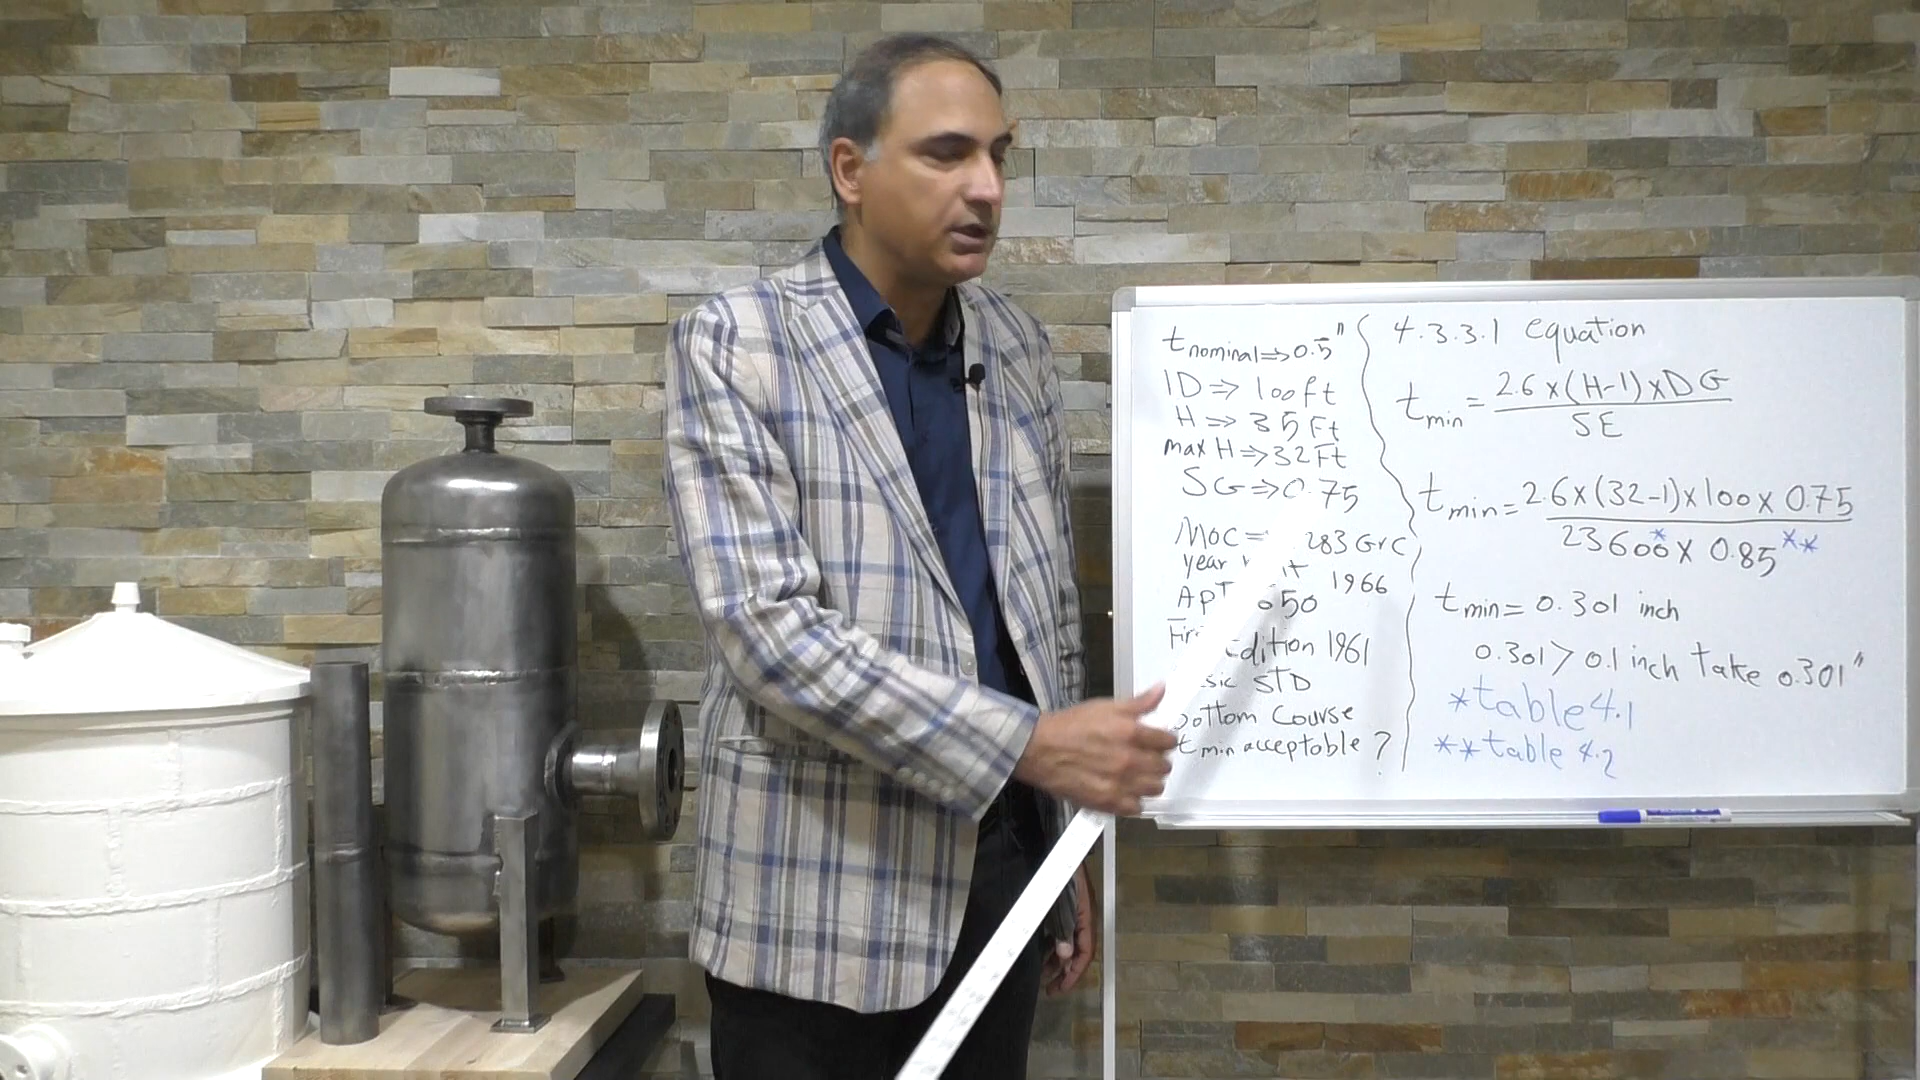 t nominal ⇒ 0.5"
ID ⇒ 100 ft
H ⇒ 35 Ft
max H ⇒ 32 Ft
SG ⇒ 0.75
MOC = 283 Gr C
year 1966
AP 650
Edition 1961
STD
bottom Course
t min acceptable ?
4.3.3.1 equation
t min = 2.6 x (H-1) x D G
SE
t min = 2.6 x (32-1) x 100 x 0.75
23600* x 0.85**
t min = 0.301 inch
0.301 > 0.1 inch Take 0.301"
* table 4.1
** table 4.2